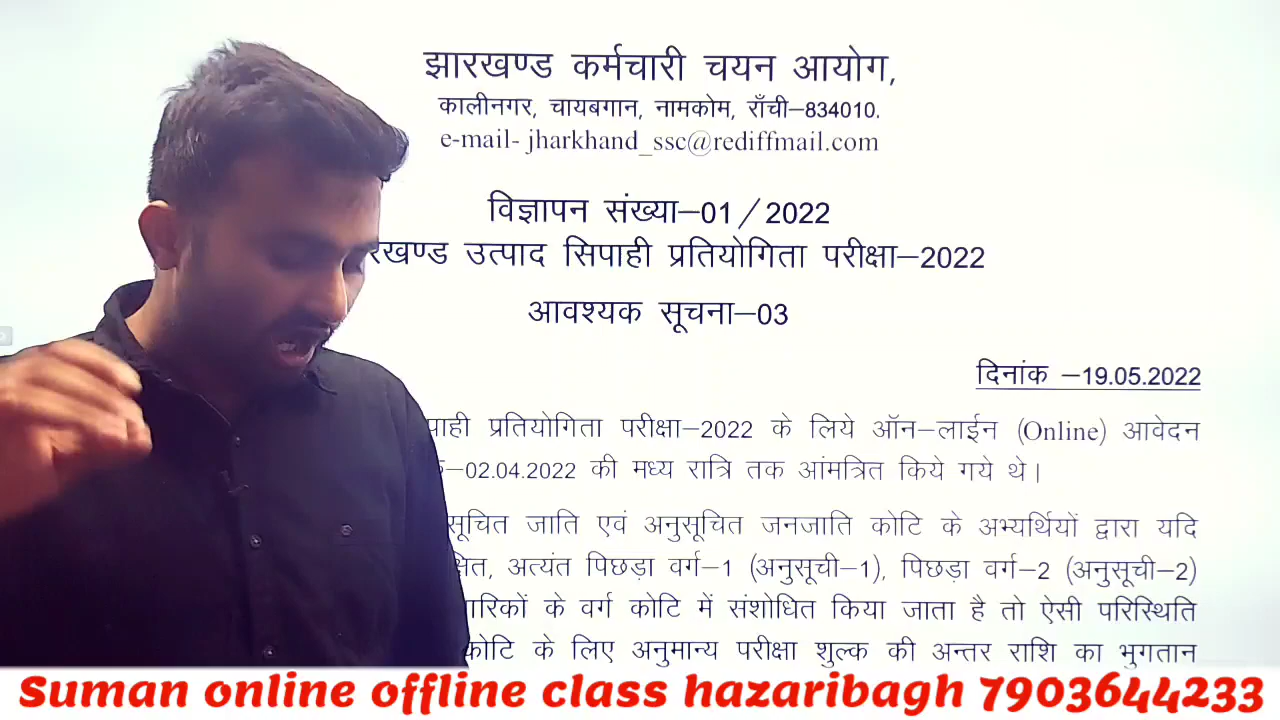 झारखण्ड कर्मचारी चयन आयोग,
कालीनगर, चायबगान, नामकोम, राँची–834010.
e-mail- jharkhand_ssc@rediffmail.com
विज्ञापन संख्या–01/2022
उत्पाद सिपाही प्रतियोगिता परीक्षा–2022
आवश्यक सूचना–03
दिनांक –19.05.2022
प्रतियोगिता परीक्षा–2022 के लिये ऑन–लाईन (Online) आवेदन
–02.04.2022 की मध्य रात्रि तक आंमत्रित किये गये थे।
जाति एवं अनुसूचित जनजाति कोटि के अभ्यर्थियों द्वारा यदि
अत्यंत पिछड़ा वर्ग–1 (अनुसूची–1), पिछड़ा वर्ग–2 (अनुसूची–2)
के वर्ग कोटि में संशोधित किया जाता है तो ऐसी परिस्थिति
कोटि के लिए अनुमान्य परीक्षा शुल्क की अन्तर राशि का भुगतान
Suman online offline class hazaribagh 7903644233